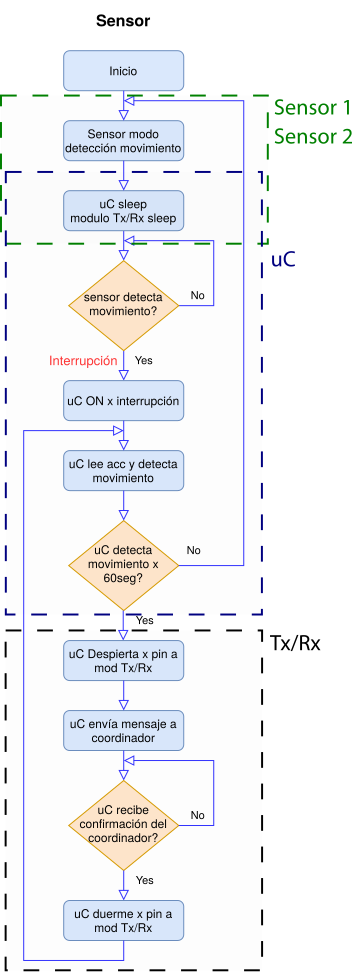 Sensor
Inicio
Sensor 1
Sensor 2
Sensor modo
detección movimiento
uC sleep
modulo Tx/Rx sleep
uC
sensor detecta
movimiento?
No
Interrupción
Yes
uC ON x interrupción
uC lee acc y detecta
movimiento
uC detecta
movimiento x
60seg?
No
Yes
Tx/Rx
uC Despierta x pin a
mod Tx/Rx
uC envía mensaje a
coordinador
uC recibe
confirmación del
coordinador?
No
Yes
uC duerme x pin a
mod Tx/Rx